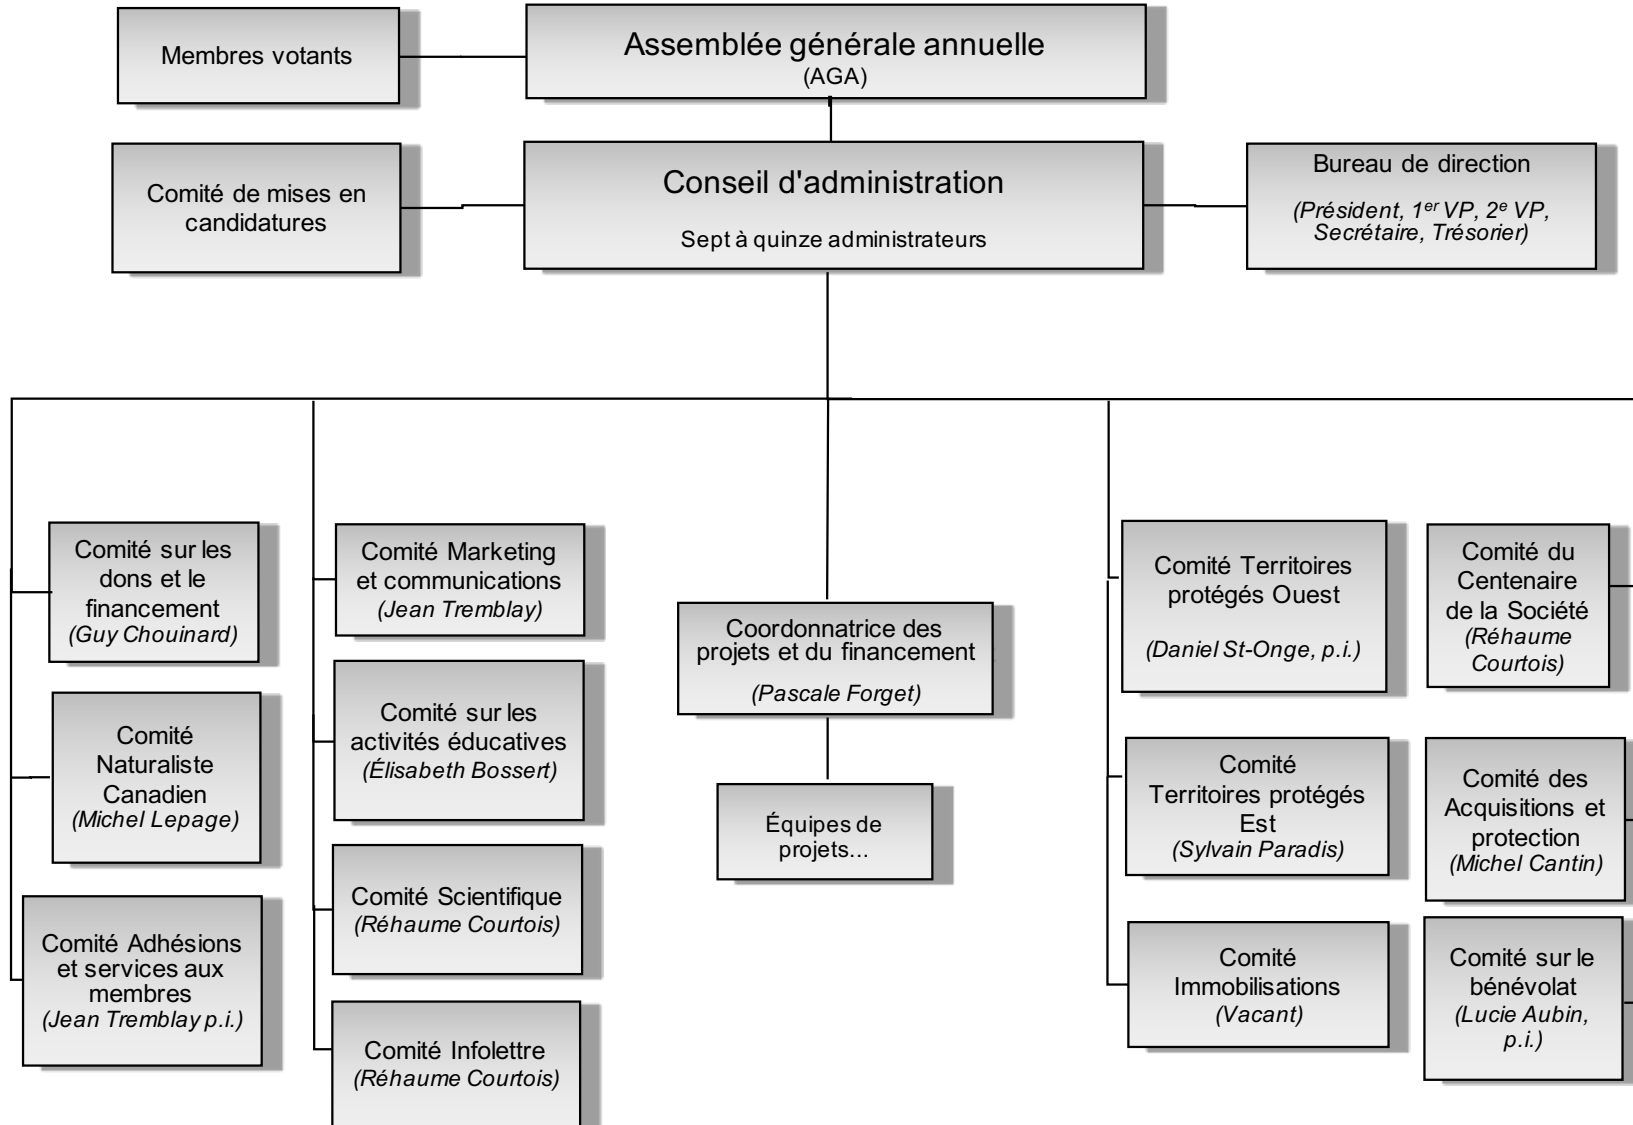 Membres votants
Assemblée générale annuelle
(AGA)
Comité de mises en
candidatures
Conseil d'administration
Sept à quinze administrateurs
Bureau de direction
(Président, 1er VP, 2e VP,
Secrétaire, Trésorier)
Comité sur les
dons et le
financement
(Guy Chouinard)
Comité
Naturaliste
Canadien
(Michel Lepage)
Comité Adhésions
et services aux
membres
(Jean Tremblay p.i.)
Comité Marketing
et communications
(Jean Tremblay)
Comité sur les
activités éducatives
(Élisabeth Bossert)
Comité Scientifique
(Réhaume Courtois)
Comité Infolettre
(Réhaume Courtois)
Coordonnatrice des
projets et du financement
(Pascale Forget)
Équipes de
projets...
Comité Territoires
protégés Ouest
(Daniel St-Onge, p.i.)
Comité
Territoires protégés
Est
(Sylvain Paradis)
Comité
Immobilisations
(Vacant)
Comité du
Centenaire
de la Société
(Réhaume
Courtois)
Comité des
Acquisitions et
protection
(Michel Cantin)
Comité sur le
bénévolat
(Lucie Aubin,
p.i.)